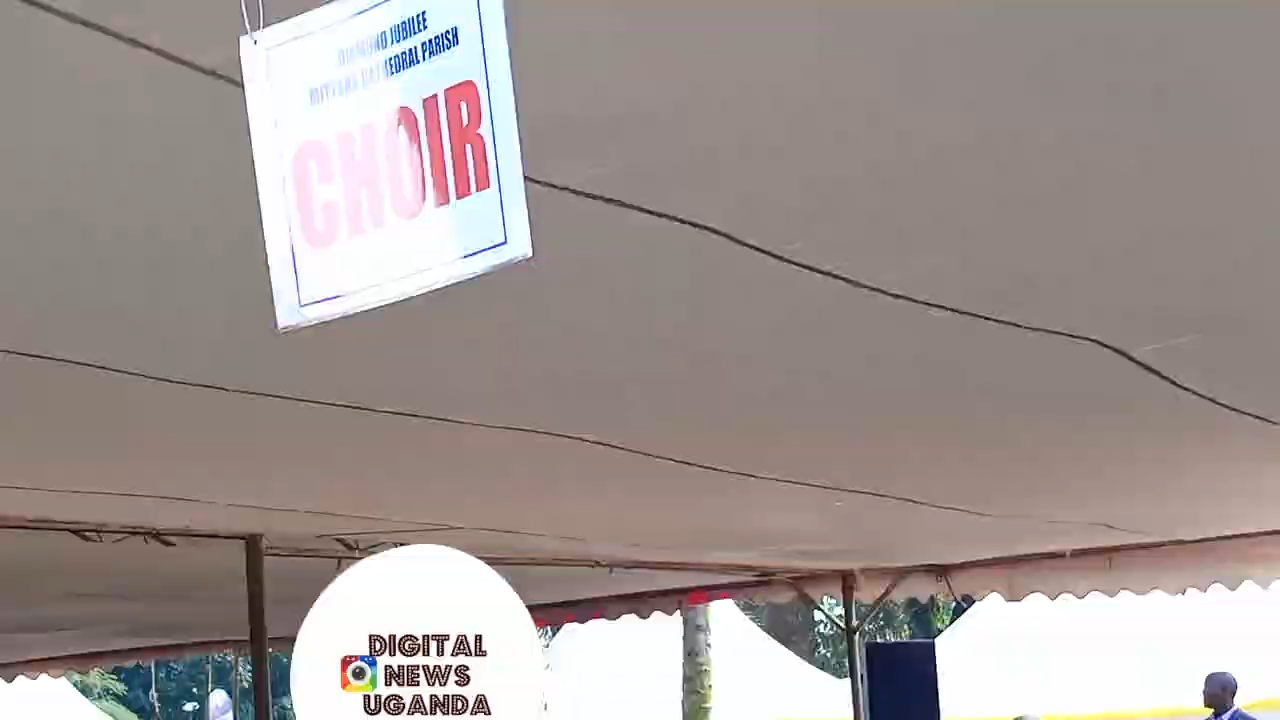 DIAMOND JUBILEE
CATHEDRAL PARISH
CHOIR
DIGITAL
NEWS
UGANDA